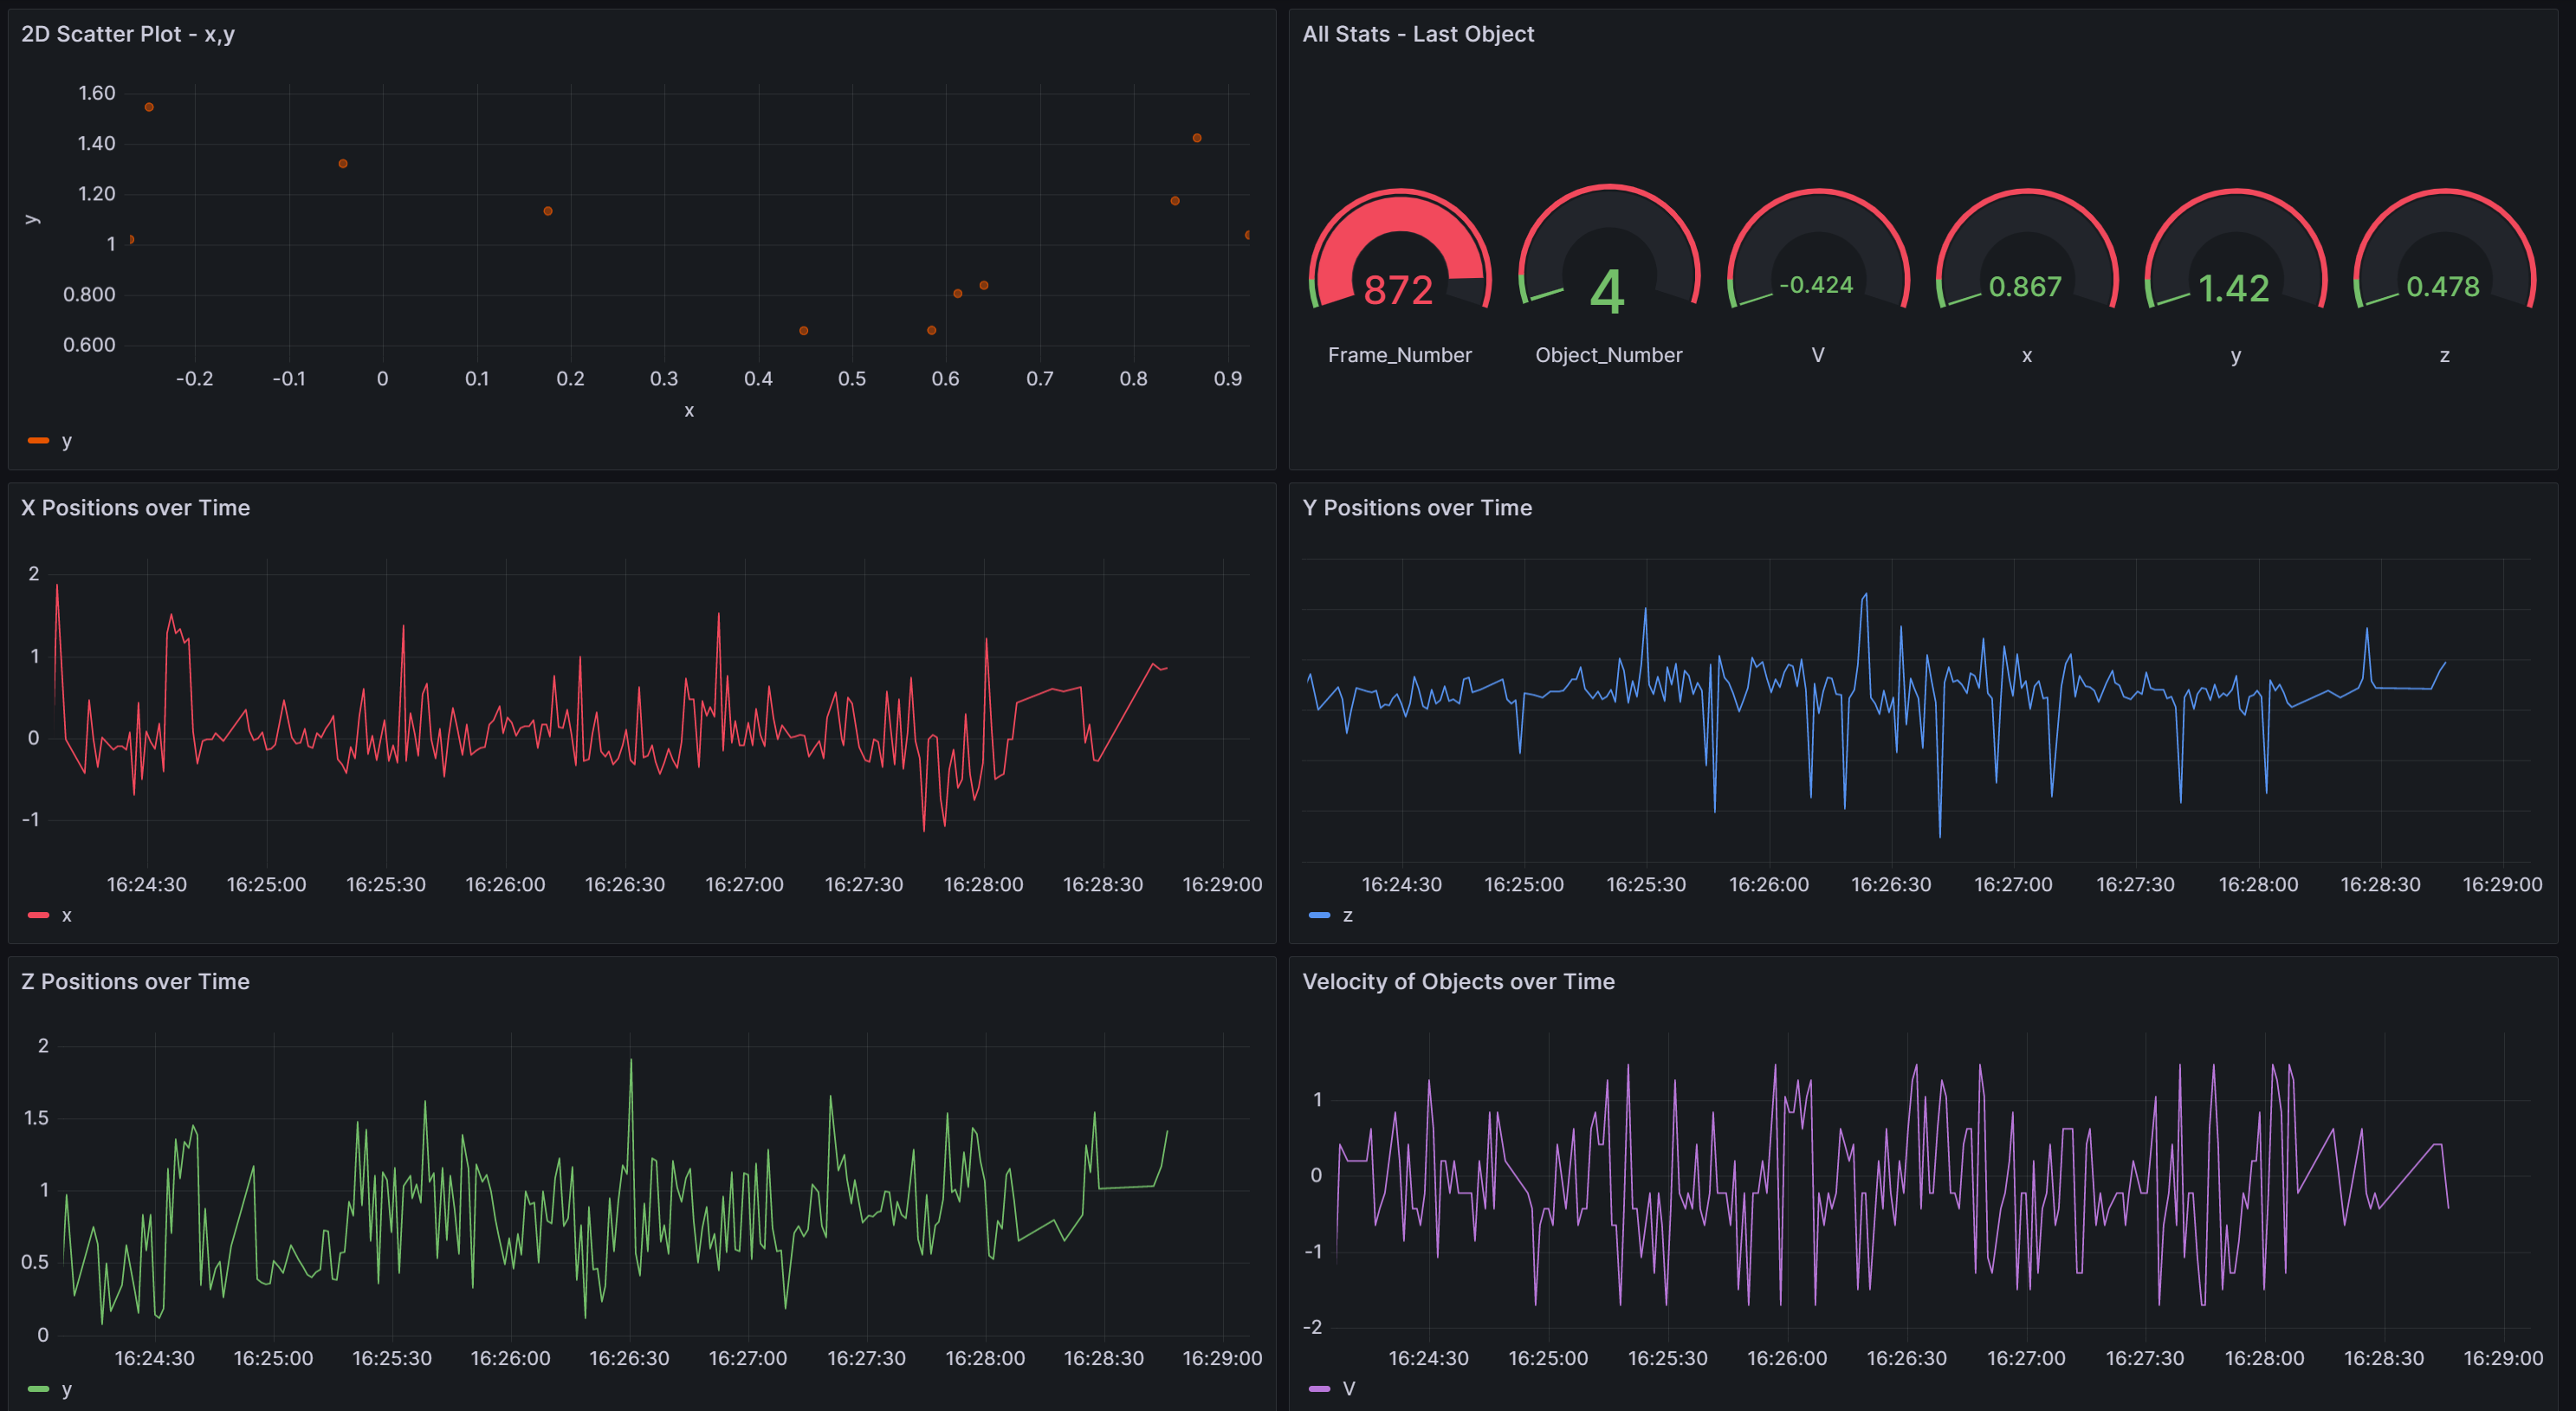 2D Scatter Plot - x,y
1.60
1.40
1.20
1
0.800
0.600
y
-0.2 -0.1 0 0.1 0.2 0.3 0.4 0.5 0.6 0.7 0.8 0.9
x
y
All Stats - Last Object
872 4 -0.424 0.867 1.42 0.478
Frame_Number Object_Number V x y z
X Positions over Time
2
1
0
-1
16:24:30 16:25:00 16:25:30 16:26:00 16:26:30 16:27:00 16:27:30 16:28:00 16:28:30 16:29:00
x
Y Positions over Time
16:24:30 16:25:00 16:25:30 16:26:00 16:26:30 16:27:00 16:27:30 16:28:00 16:28:30 16:29:00
z
Z Positions over Time
2
1.5
1
0.5
0
16:24:30 16:25:00 16:25:30 16:26:00 16:26:30 16:27:00 16:27:30 16:28:00 16:28:30 16:29:00
y
Velocity of Objects over Time
1
0
-1
-2
16:24:30 16:25:00 16:25:30 16:26:00 16:26:30 16:27:00 16:27:30 16:28:00 16:28:30 16:29:00
V